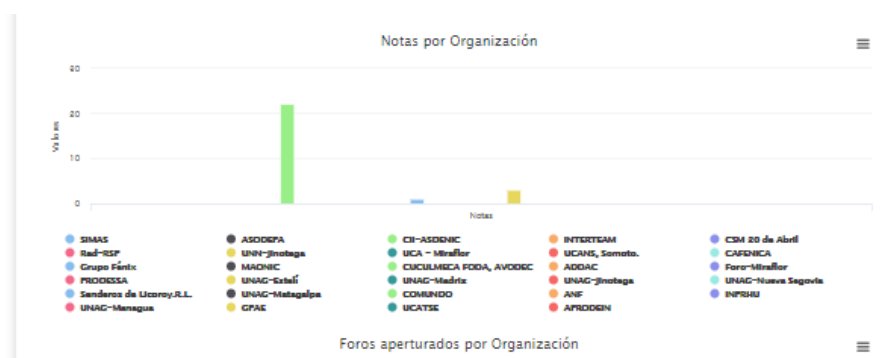 Notas por Organización
30
20
10
0
Valores
Notas
SIMAS ASODEPA CII-ASDENIC INTERTEAM CSM 20 de Abril
Red-RSP UNN-Jinotega UCA - Miraflor UCANS, Somoto. CAFENICA
Grupo Fénix MAONIC CUCULMECA FODA, AVODEC ADDAC Foro-Miraflor
PRODESSA UNAG-Estelí UNAG-Madriz UNAG-Jinotega UNAG-Nueva Segovia
Senderos de Licoroy.R.L. UNAG-Matagalpa COMUNDO ANF INPRHU
UNAG-Managua GPAE UCATSE APRODEIN
Foros aperturados por Organización